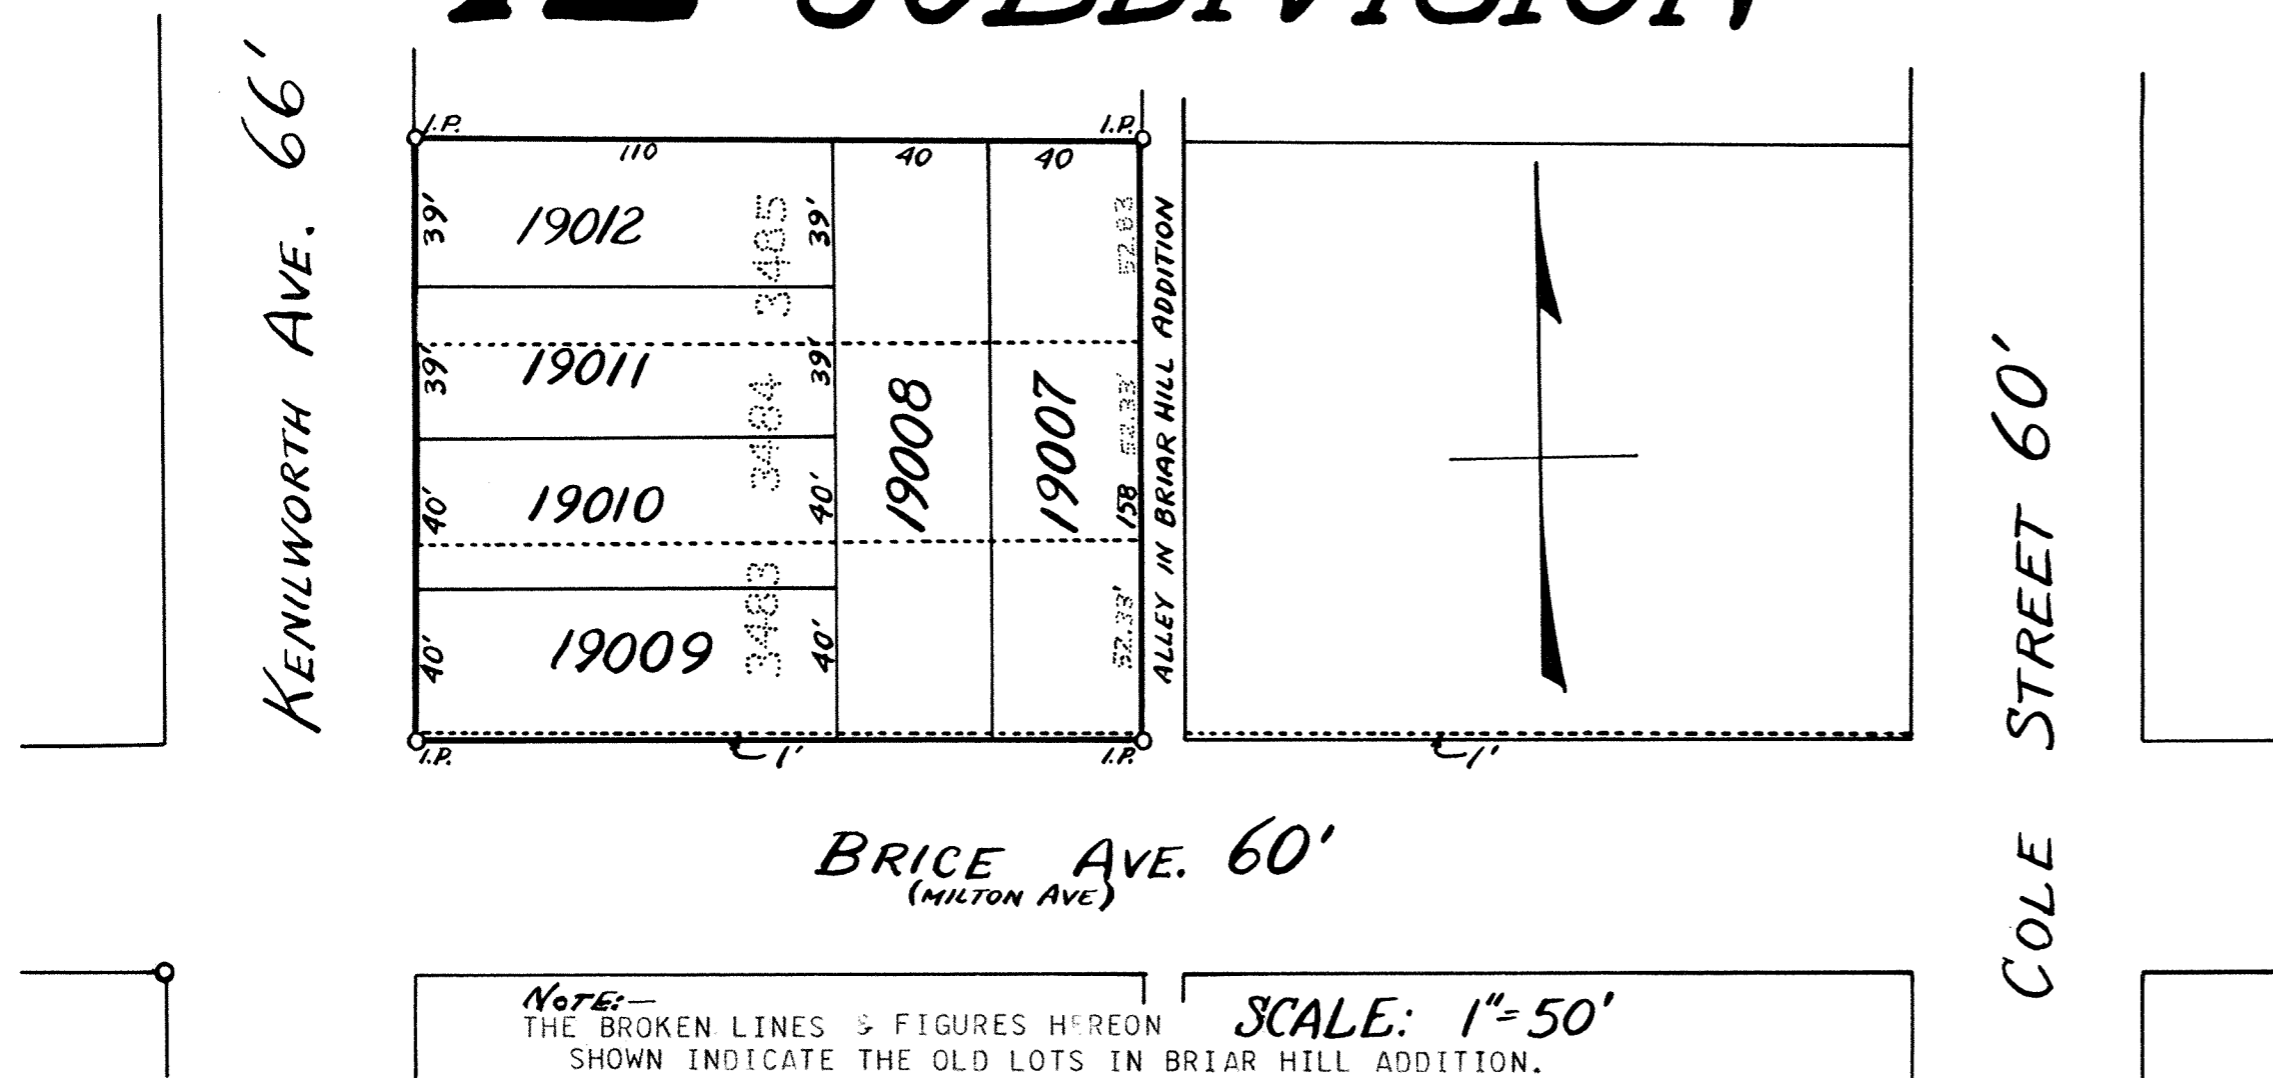 SUBDIVISION
KENILWORTH AVE. 66'
I.P.
I.P.
110
40
40
39'
19012
3485
39'
52.83
39'
19011
3484
39'
52.33'
19008
19007
40'
19010
40'
158
40'
19009
3483
40'
52.33'
ALLEY IN BRIAR HILL ADDITION
I.P.
1'
I.P.
1'
COLE STREET 60'
BRICE AVE. 60'
(MILTON AVE)
NOTE:—
THE BROKEN LINES & FIGURES HEREON
SHOWN INDICATE THE OLD LOTS IN BRIAR HILL ADDITION.
SCALE: 1"=50'